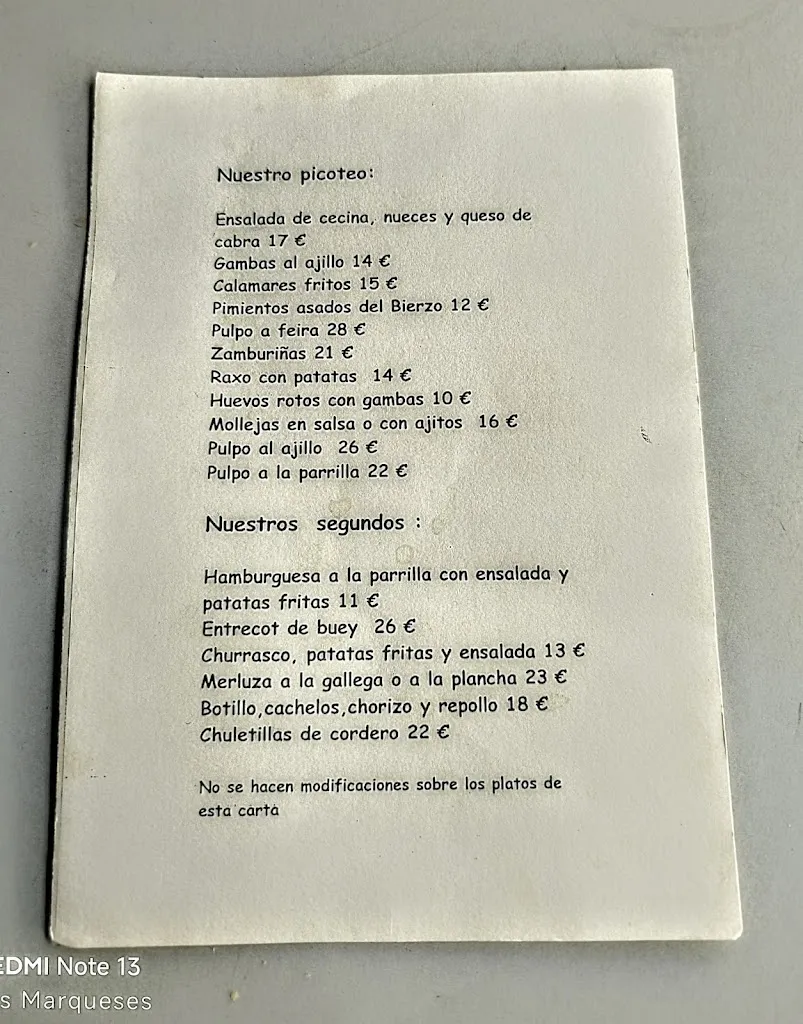 Nuestro picoteo:
Ensalada de cecina, nueces y queso de
cabra 17 €
Gambas al ajillo 14 €
Calamares fritos 15 €
Pimientos asados del Bierzo 12 €
Pulpo a feira 28 €
Zamburiñas 21 €
Raxo con patatas 14 €
Huevos rotos con gambas 10 €
Mollejas en salsa o con ajitos 16 €
Pulpo al ajillo 26 €
Pulpo a la parrilla 22 €
Nuestros segundos :
Hamburguesa a la parrilla con ensalada y
patatas fritas 11 €
Entrecot de buey 26 €
Churrasco, patatas fritas y ensalada 13 €
Merluza a la gallega o a la plancha 23 €
Botillo,cachelos,chorizo y repollo 18 €
Chuletillas de cordero 22 €
No se hacen modificaciones sobre los platos de
esta carta
EDMI Note 13
s Marqueses